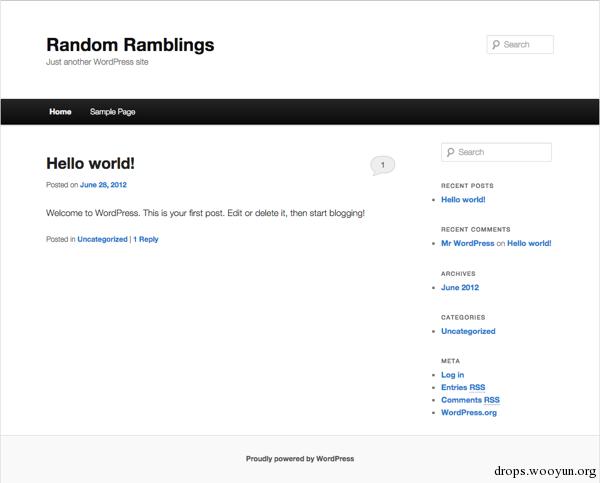 Random Ramblings
Just another WordPress site
Search
Home Sample Page
Hello world!
1
Posted on June 28, 2012
Welcome to WordPress. This is your first post. Edit or delete it, then start blogging!
Posted in Uncategorized | 1 Reply
Search
RECENT POSTS
Hello world!
RECENT COMMENTS
Mr WordPress on Hello world!
ARCHIVES
June 2012
CATEGORIES
Uncategorized
META
Log in
Entries RSS
Comments RSS
WordPress.org
Proudly powered by WordPress
drops.wooyun.org